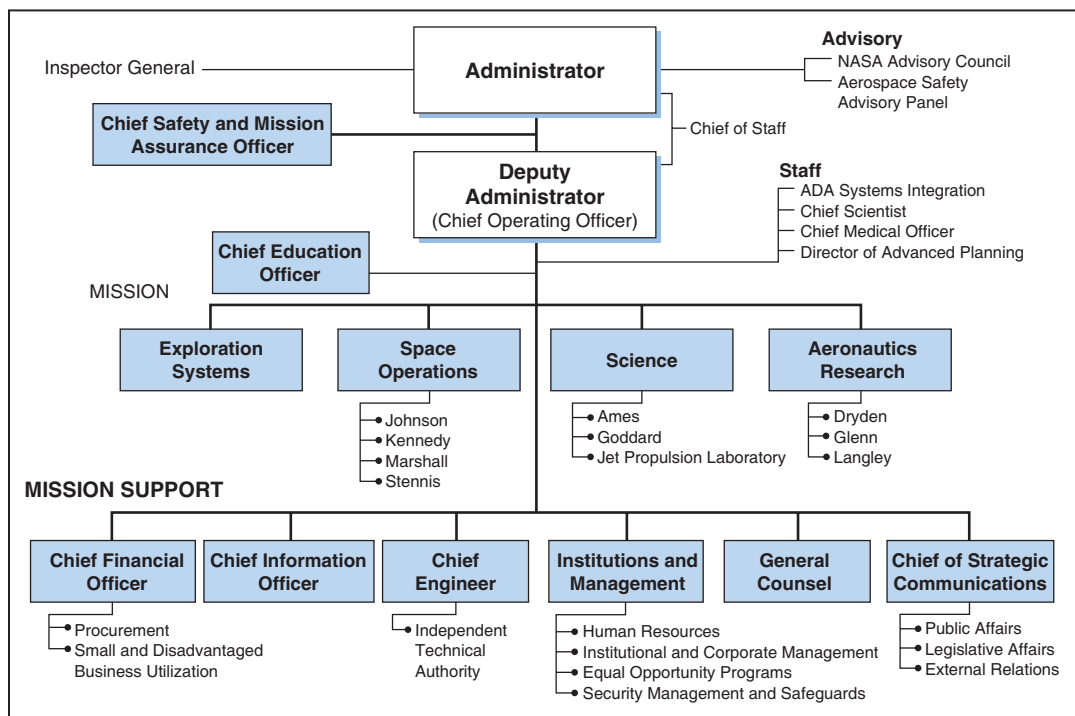 Inspector General
Administrator
Advisory
NASA Advisory Council
Aerospace Safety
Advisory Panel
Chief of Staff
Chief Safety and Mission
Assurance Officer
Deputy
Administrator
(Chief Operating Officer)
Staff
ADA Systems Integration
Chief Scientist
Chief Medical Officer
Director of Advanced Planning
Chief Education
Officer
MISSION
Exploration
Systems
Space
Operations
Johnson
Kennedy
Marshall
Stennis
Science
Ames
Goddard
Jet Propulsion Laboratory
Aeronautics
Research
Dryden
Glenn
Langley
MISSION SUPPORT
Chief Financial
Officer
Procurement
Small and Disadvantaged
Business Utilization
Chief Information
Officer
Chief
Engineer
Independent
Technical
Authority
Institutions and
Management
Human Resources
Institutional and Corporate Management
Equal Opportunity Programs
Security Management and Safeguards
General
Counsel
Chief of Strategic
Communications
Public Affairs
Legislative Affairs
External Relations